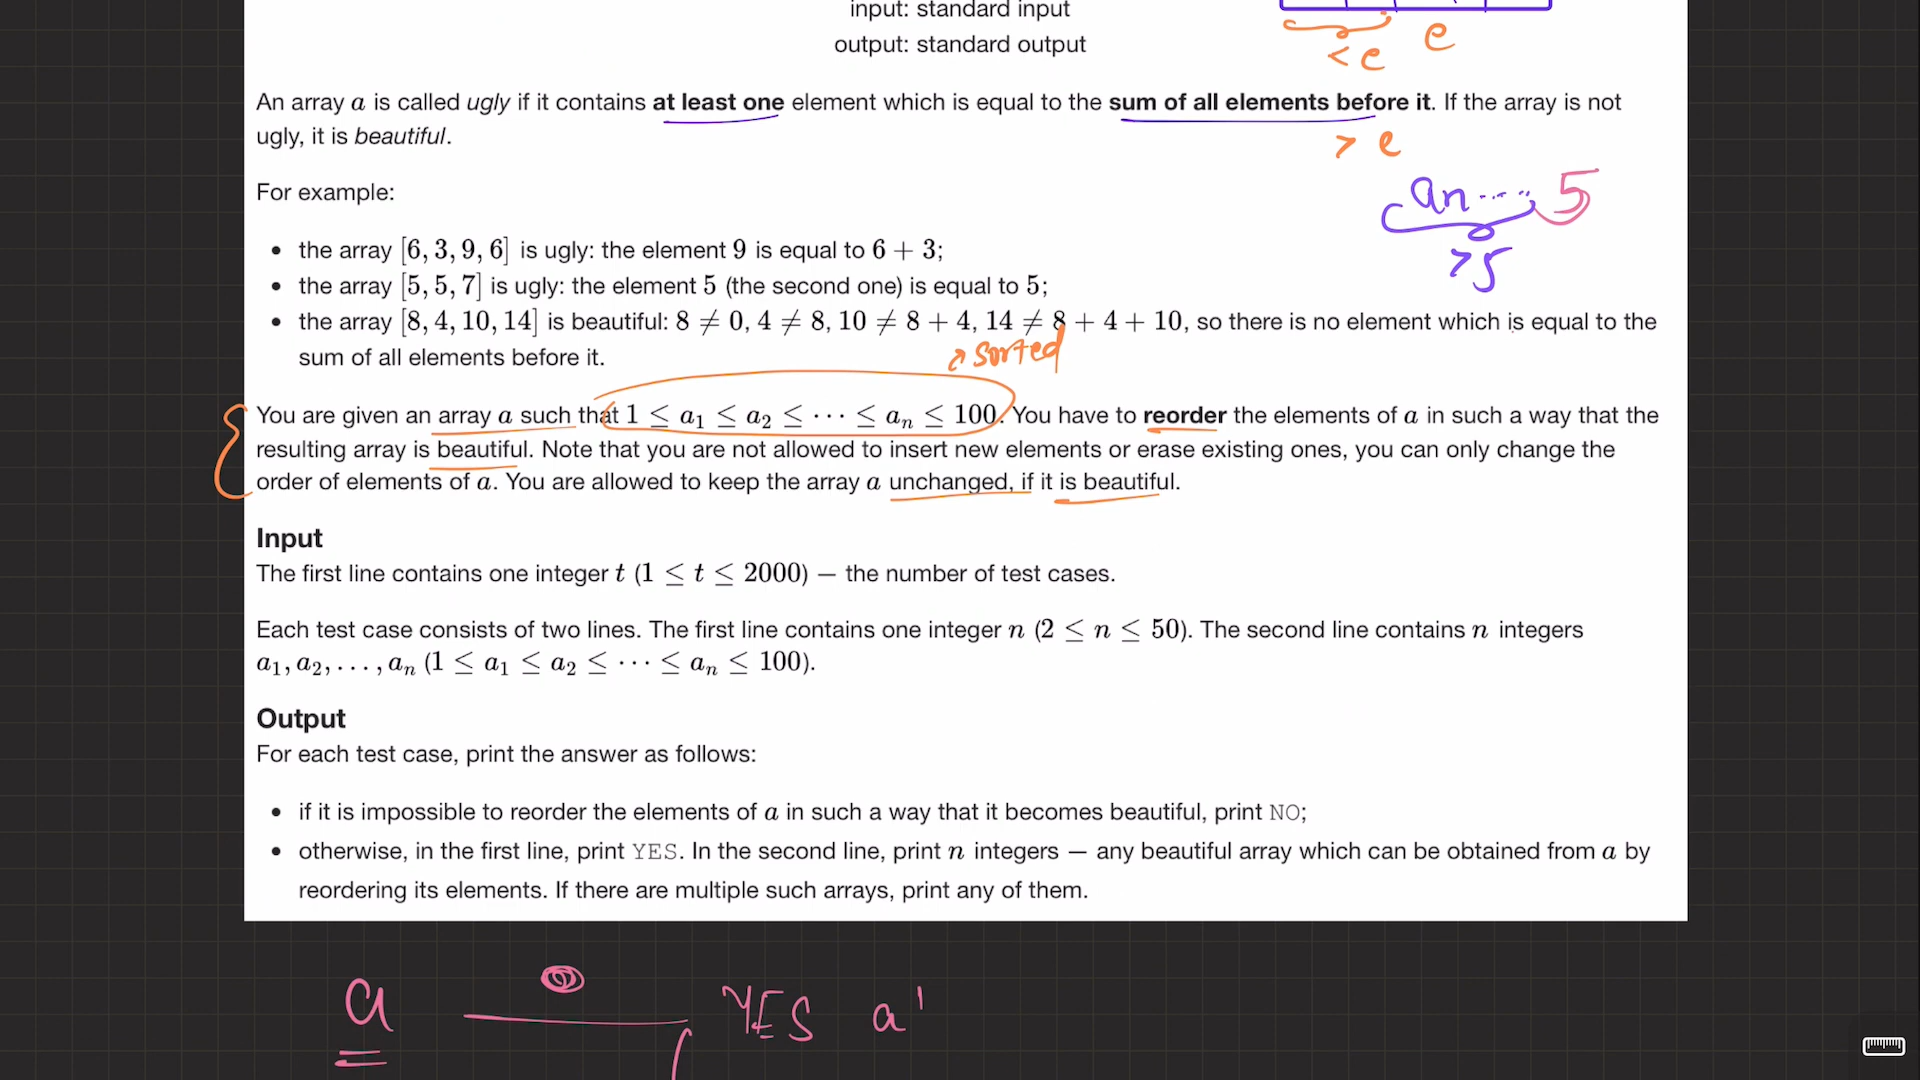 input: standard input
output: standard output
< e
e
An array a is called ugly if it contains at least one element which is equal to the sum of all elements before it. If the array is not
ugly, it is beautiful.
> e
For example:
an .... 5
>5
• the array [6, 3, 9, 6] is ugly: the element 9 is equal to 6 + 3;
• the array [5, 5, 7] is ugly: the element 5 (the second one) is equal to 5;
• the array [8, 4, 10, 14] is beautiful: 8 ≠ 0, 4 ≠ 8, 10 ≠ 8 + 4, 14 ≠ 8 + 4 + 10, so there is no element which is equal to the
sum of all elements before it.
sorted
You are given an array a such that 1 ≤ a₁ ≤ a₂ ≤ ⋯ ≤ aₙ ≤ 100. You have to reorder the elements of a in such a way that the
resulting array is beautiful. Note that you are not allowed to insert new elements or erase existing ones, you can only change the
order of elements of a. You are allowed to keep the array a unchanged, if it is beautiful.
Input
The first line contains one integer t (1 ≤ t ≤ 2000) — the number of test cases.
Each test case consists of two lines. The first line contains one integer n (2 ≤ n ≤ 50). The second line contains n integers
a₁, a₂, . . . , aₙ (1 ≤ a₁ ≤ a₂ ≤ ⋯ ≤ aₙ ≤ 100).
Output
For each test case, print the answer as follows:
• if it is impossible to reorder the elements of a in such a way that it becomes beautiful, print NO;
• otherwise, in the first line, print YES. In the second line, print n integers — any beautiful array which can be obtained from a by
reordering its elements. If there are multiple such arrays, print any of them.
a YES a'